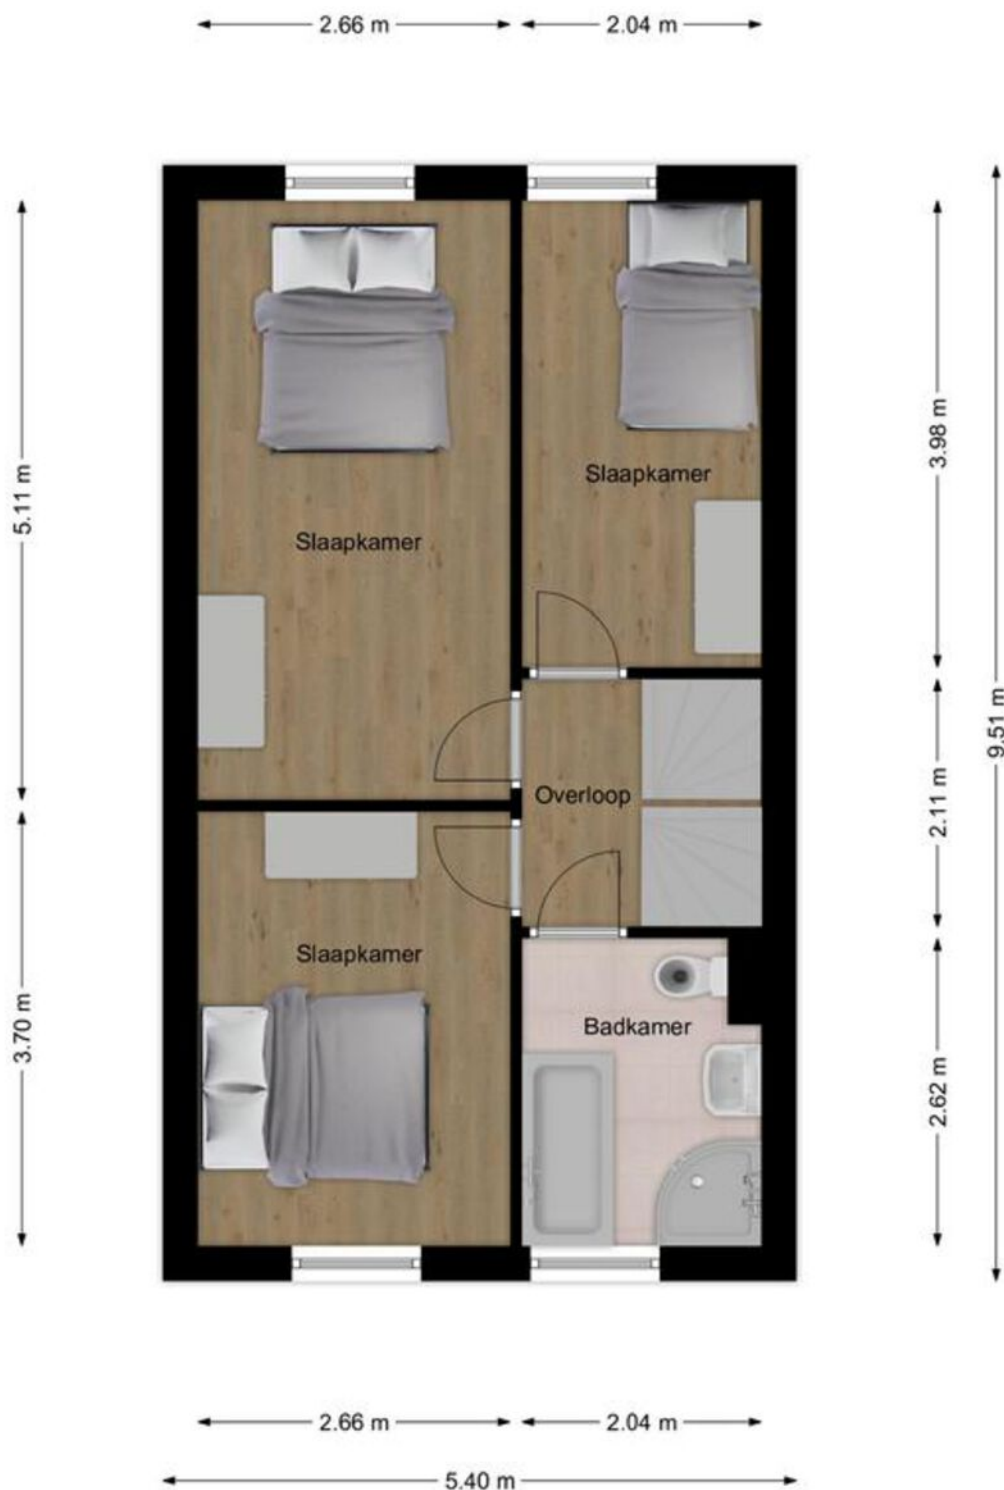 2.66 m
2.04 m
5.11 m
3.98 m
Slaapkamer
Slaapkamer
9.51 m
2.11 m
Overloop
Slaapkamer
3.70 m
Badkamer
2.62 m
2.66 m
2.04 m
5.40 m